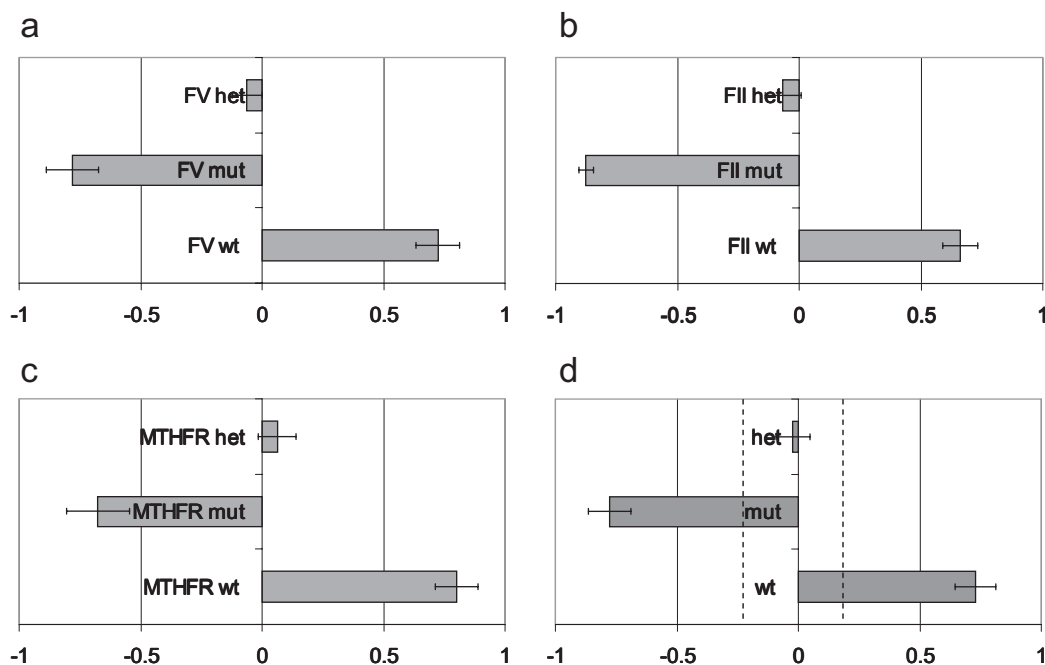 a
FV het
FV mut
FV wt
-1 -0.5 0 0.5 1
b
FII het
FII mut
FII wt
-1 -0.5 0 0.5 1
c
MTHFR het
MTHFR mut
MTHFR wt
-1 -0.5 0 0.5 1
d
het
mut
wt
-1 -0.5 0 0.5 1